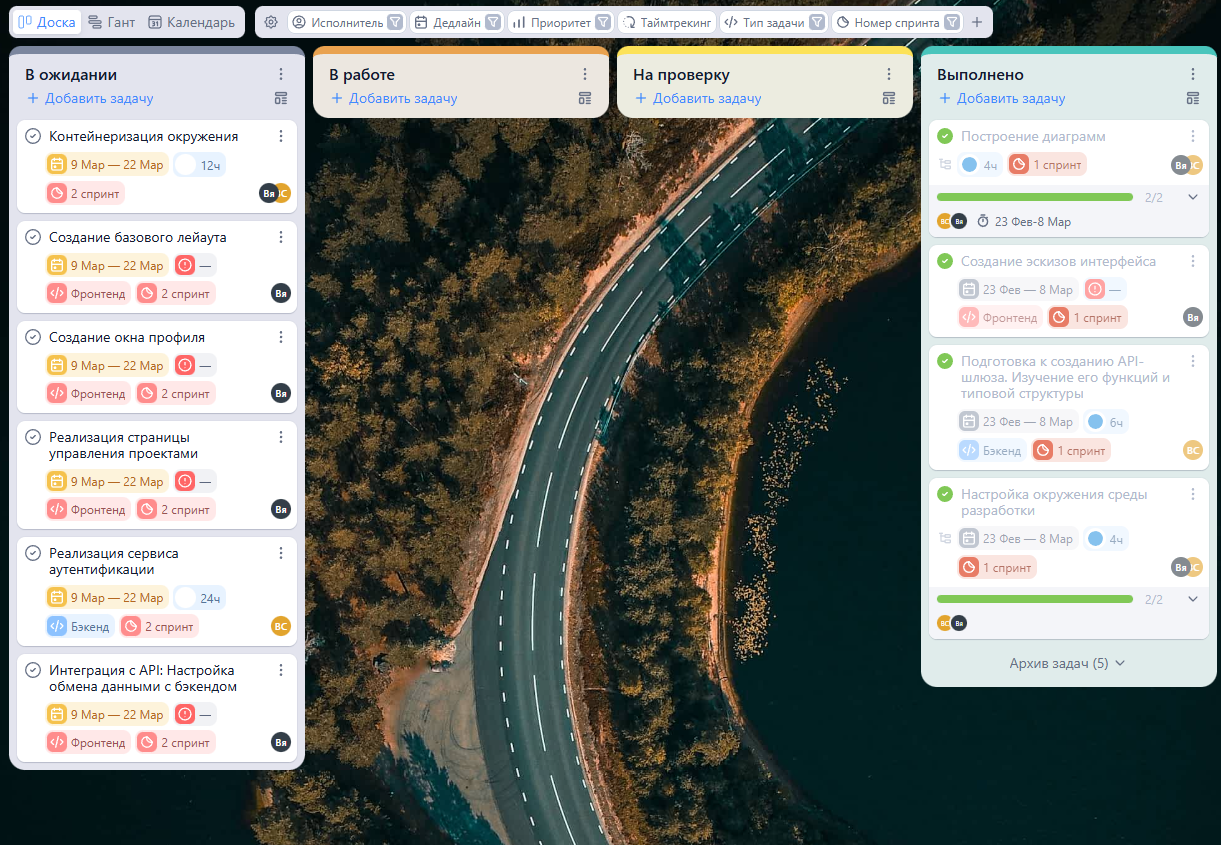 Доска Гант Календарь Исполнитель Дедлайн Приоритет Таймтрекинг Тип задачи Номер спринта +
В ожидании
+ Добавить задачу
Контейнеризация окружения
9 Мар — 22 Мар 12ч
2 спринт Вя ВС
Создание базового лейаута
9 Мар — 22 Мар —
Фронтенд 2 спринт Вя
Создание окна профиля
9 Мар — 22 Мар —
Фронтенд 2 спринт Вя
Реализация страницы
управления проектами
9 Мар — 22 Мар —
Фронтенд 2 спринт Вя
Реализация сервиса
аутентификации
9 Мар — 22 Мар 24ч
Бэкенд 2 спринт ВС
Интеграция с API: Настройка
обмена данными с бэкендом
9 Мар — 22 Мар —
Фронтенд 2 спринт Вя
В работе
+ Добавить задачу
На проверку
+ Добавить задачу
Выполнено
+ Добавить задачу
Построение диаграмм
4ч 1 спринт Вя ВС
2/2
ВС Вя 23 Фев-8 Мар
Создание эскизов интерфейса
23 Фев — 8 Мар —
Фронтенд 1 спринт Вя
Подготовка к созданию API-
шлюза. Изучение его функций и
типовой структуры
23 Фев — 8 Мар 6ч
Бэкенд 1 спринт ВС
Настройка окружения среды
разработки
23 Фев — 8 Мар 4ч
1 спринт Вя ВС
2/2
ВС Вя
Архив задач (5)